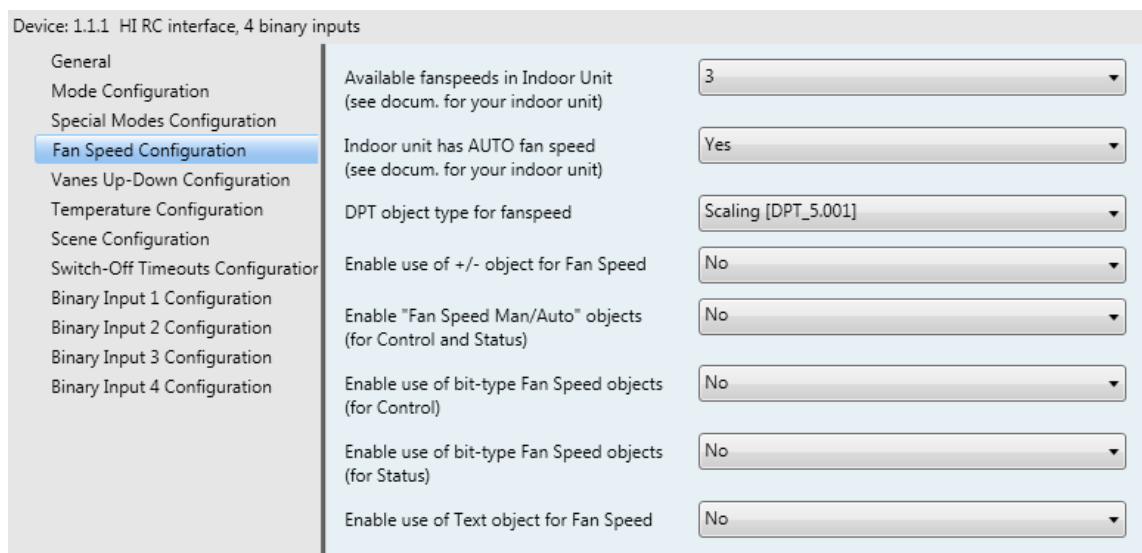 Device: 1.1.1 HI RC interface, 4 binary inputs
General
Mode Configuration
Special Modes Configuration
Fan Speed Configuration
Vanes Up-Down Configuration
Temperature Configuration
Scene Configuration
Switch-Off Timeouts Configuration
Binary Input 1 Configuration
Binary Input 2 Configuration
Binary Input 3 Configuration
Binary Input 4 Configuration
Available fanspeeds in Indoor Unit
(see docum. for your indoor unit)
3
Indoor unit has AUTO fan speed
(see docum. for your indoor unit)
Yes
DPT object type for fanspeed
Scaling [DPT_5.001]
Enable use of +/- object for Fan Speed
No
Enable "Fan Speed Man/Auto" objects
(for Control and Status)
No
Enable use of bit-type Fan Speed objects
(for Control)
No
Enable use of bit-type Fan Speed objects
(for Status)
No
Enable use of Text object for Fan Speed
No